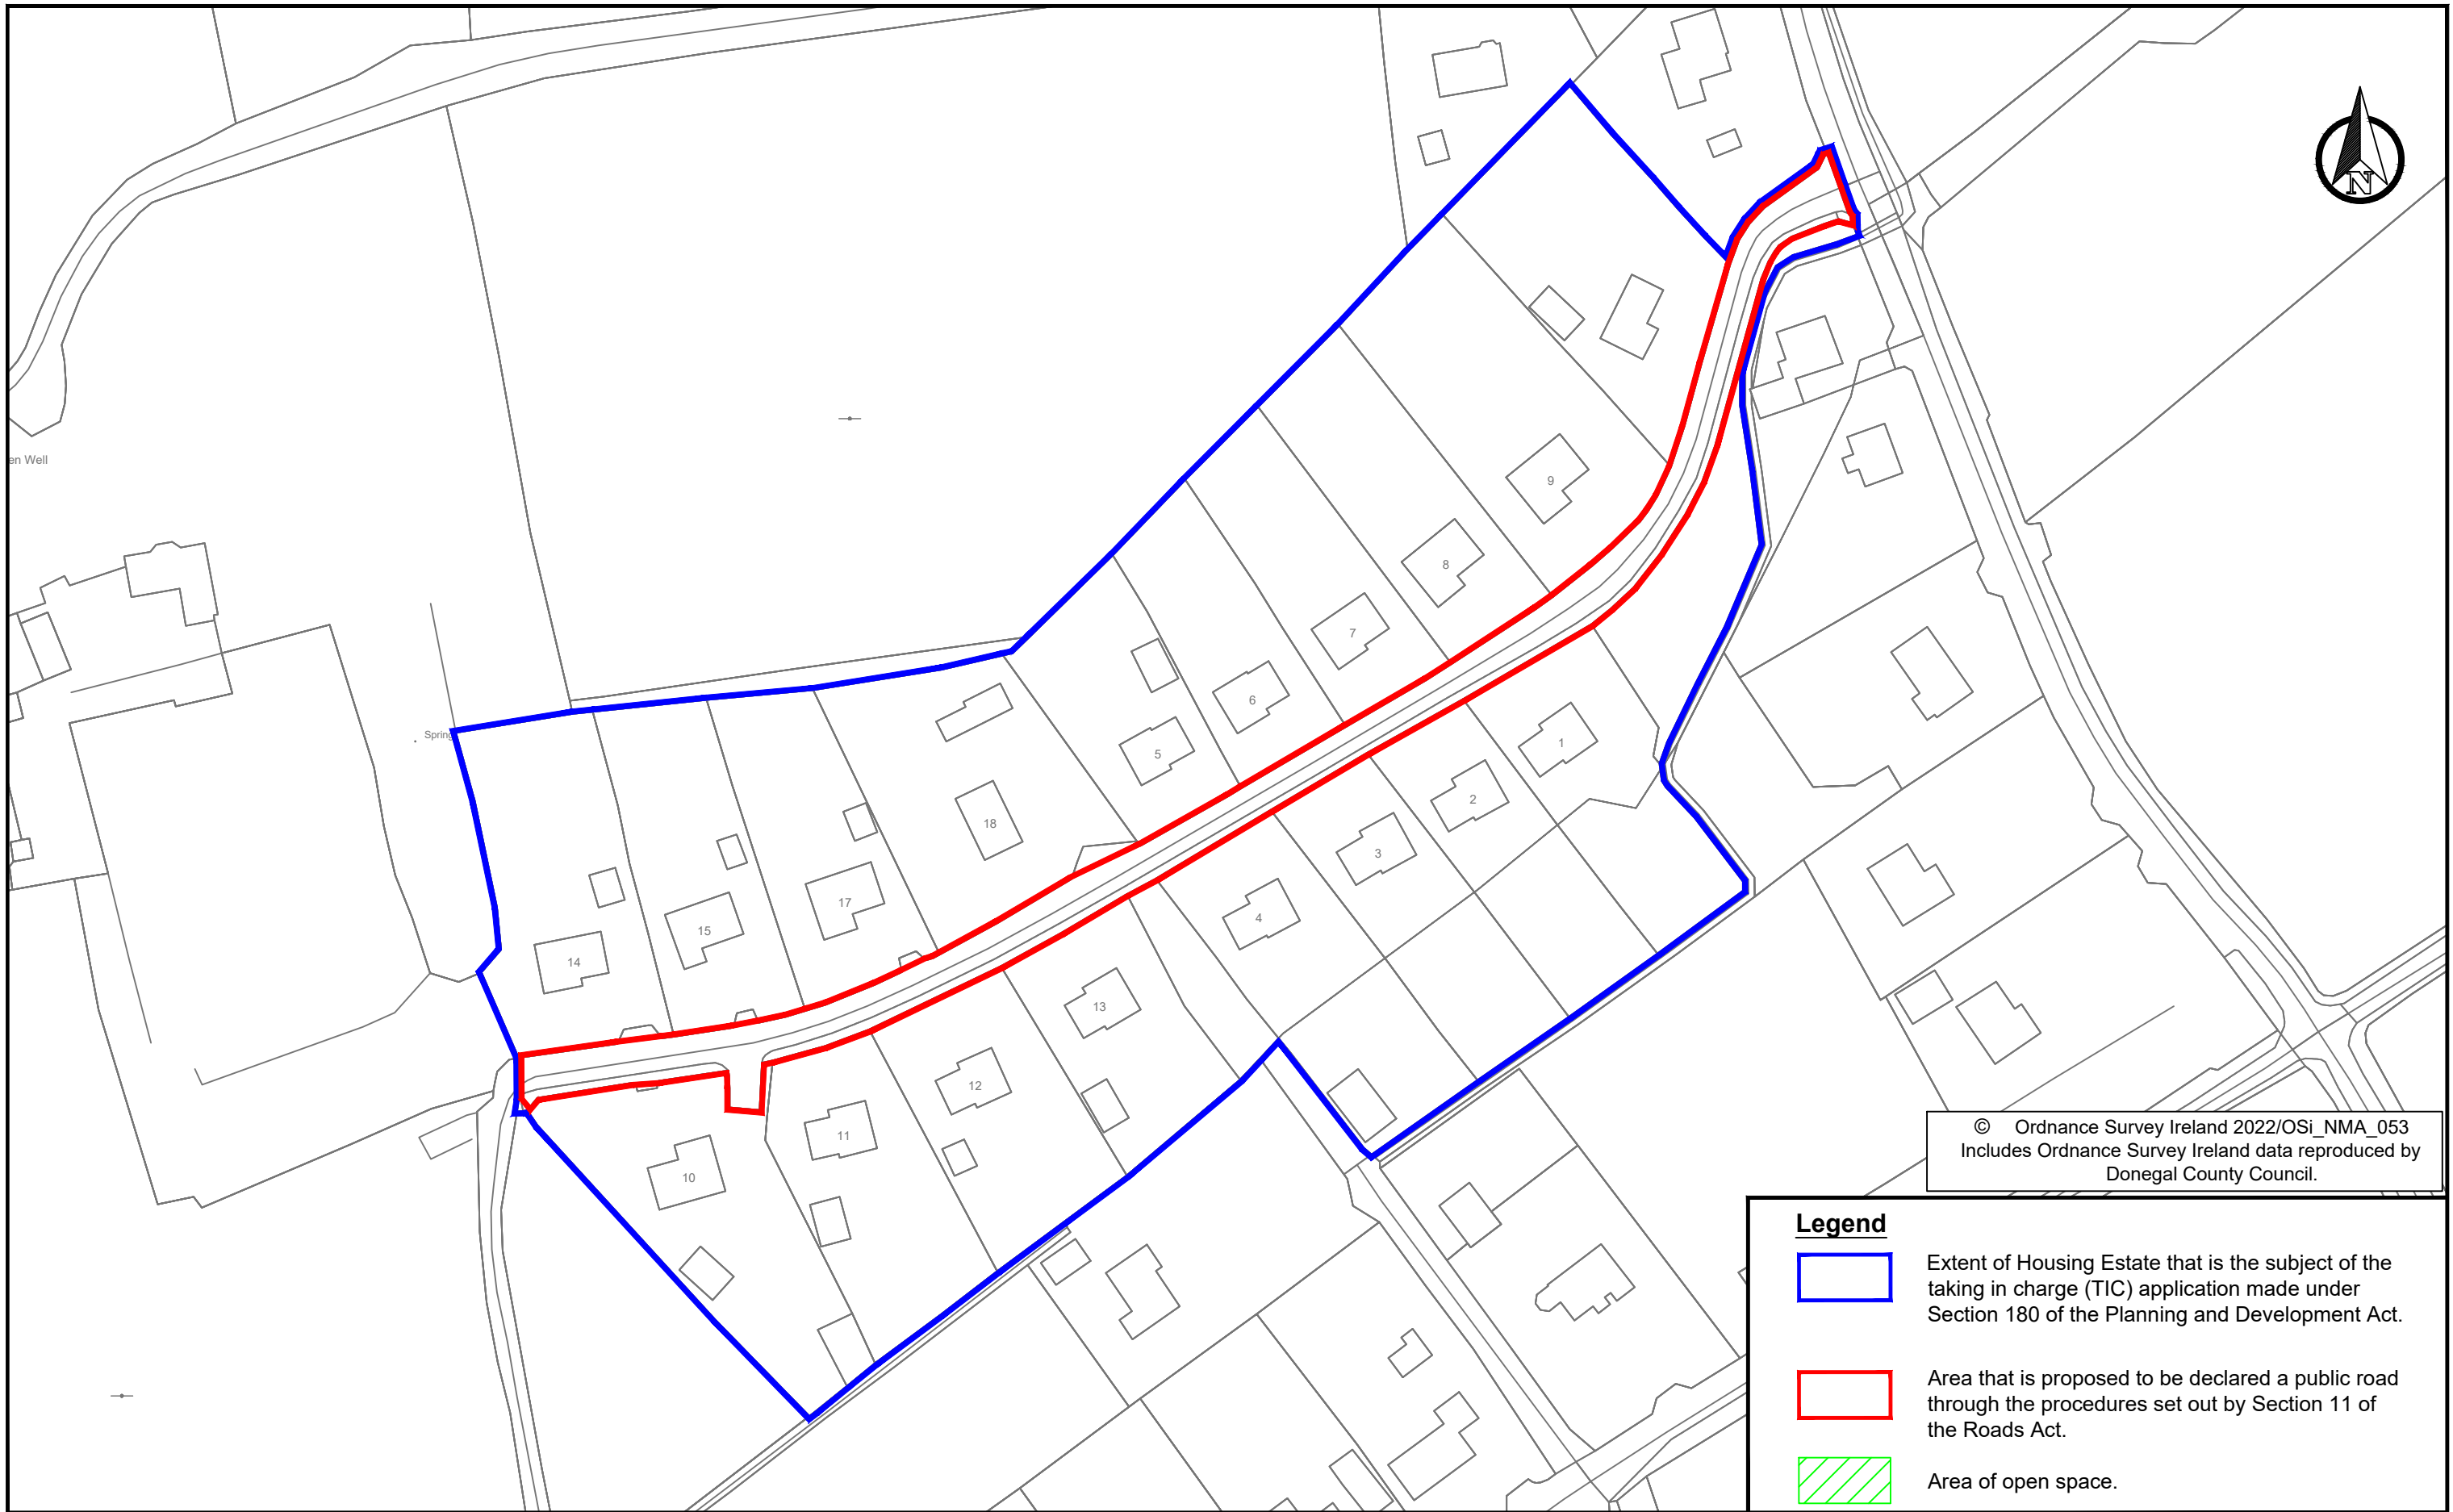 N
en Well
9
8
7
6
5
1
2
3
4
Spring
18
17
15
14
13
12
11
10
© Ordnance Survey Ireland 2022/OSi_NMA_053
Includes Ordnance Survey Ireland data reproduced by
Donegal County Council.
Legend
Extent of Housing Estate that is the subject of the
taking in charge (TIC) application made under
Section 180 of the Planning and Development Act.
Area that is proposed to be declared a public road
through the procedures set out by Section 11 of
the Roads Act.
Area of open space.